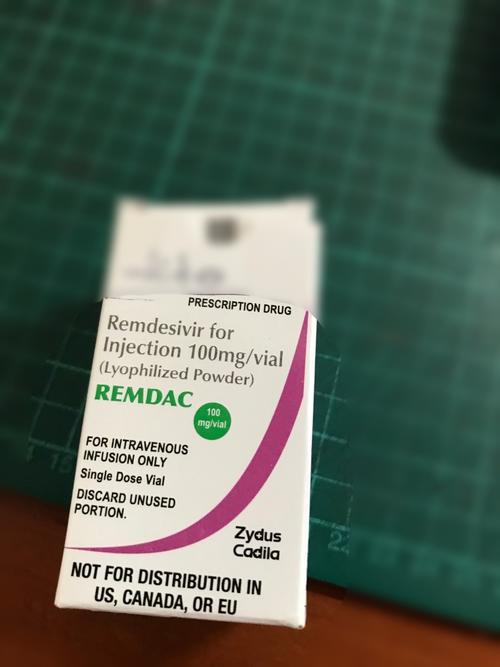 PRESCRIPTION DRUG
Remdesivir for
Injection 100mg/vial
(Lyophilized Powder)
REMDAC
100
mg/vial
FOR INTRAVENOUS
INFUSION ONLY
Single Dose Vial
DISCARD UNUSED
PORTION.
Zydus
Cadila
NOT FOR DISTRIBUTION IN
US, CANADA, OR EU